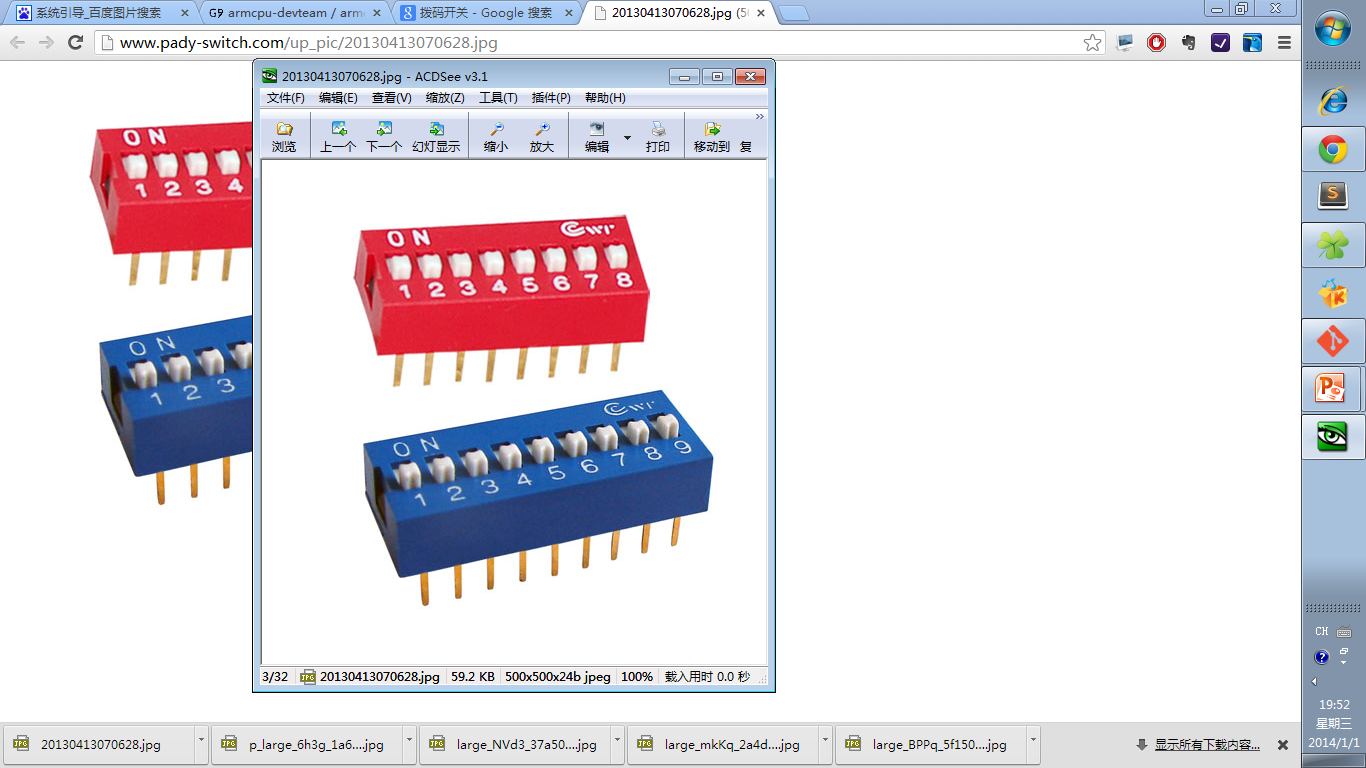 系统引导_百度图片搜索
G9 armcpu-devteam / arm
拨码开关 - Google 搜索
20130413070628.jpg (50
www.pady-switch.com/up_pic/20130413070628.jpg
20130413070628.jpg - ACDSee v3.1
文件(F) 编辑(E) 查看(V) 缩放(Z) 工具(T) 插件(P) 帮助(H)
浏览 上一个 下一个 幻灯显示 缩小 放大 编辑 打印 移动到 复
ON
1 2 3 4
ON
1 2 3
ON Cwr
1 2 3 4 5 6 7 8
ON Cwr
1 2 3 4 5 6 7 8 9
3/32 20130413070628.jpg 59.2 KB 500x500x24b jpeg 100% 载入用时 0.0 秒
20130413070628.jpg
p_large_6h3g_1a6....jpg
large_NVd3_37a50....jpg
large_mkKq_2a4d....jpg
large_BPPq_5f150....jpg
显示所有下载内容...
CH
19:52
星期三
2014/1/1